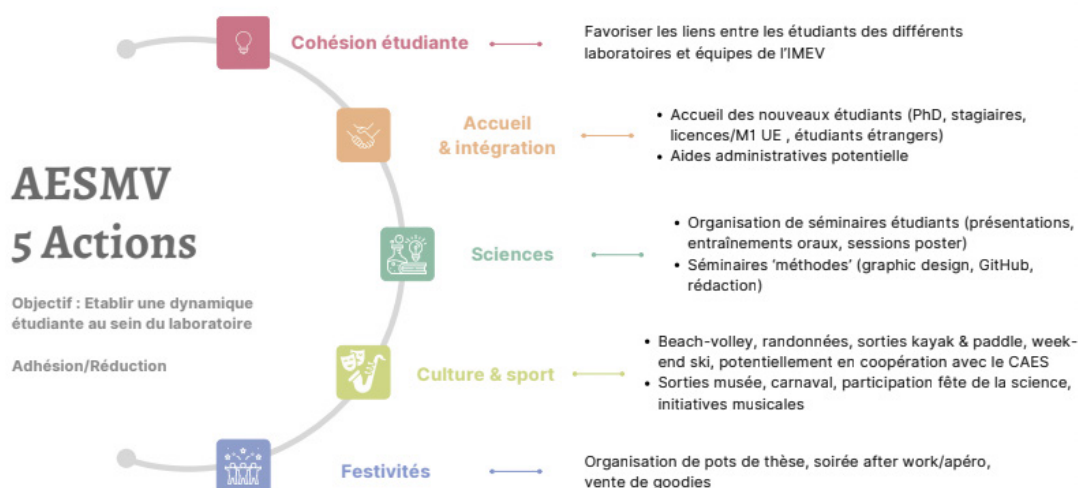 AESMV
5 Actions
Objectif : Etablir une dynamique
étudiante au sein du laboratoire
Adhésion/Réduction
Cohésion étudiante
Favoriser les liens entre les étudiants des différents
laboratoires et équipes de l'IMEV
Accueil
& intégration
• Accueil des nouveaux étudiants (PhD, stagiaires,
licences/M1 UE , étudiants étrangers)
• Aides administratives potentielle
Sciences
• Organisation de séminaires étudiants (présentations,
entraînements oraux, sessions poster)
• Séminaires 'méthodes' (graphic design, GitHub,
rédaction)
Culture & sport
• Beach-volley, randonnées, sorties kayak & paddle, week-
end ski, potentiellement en coopération avec le CAES
• Sorties musée, carnaval, participation fête de la science,
initiatives musicales
Festivités
Organisation de pots de thèse, soirée after work/apéro,
vente de goodies